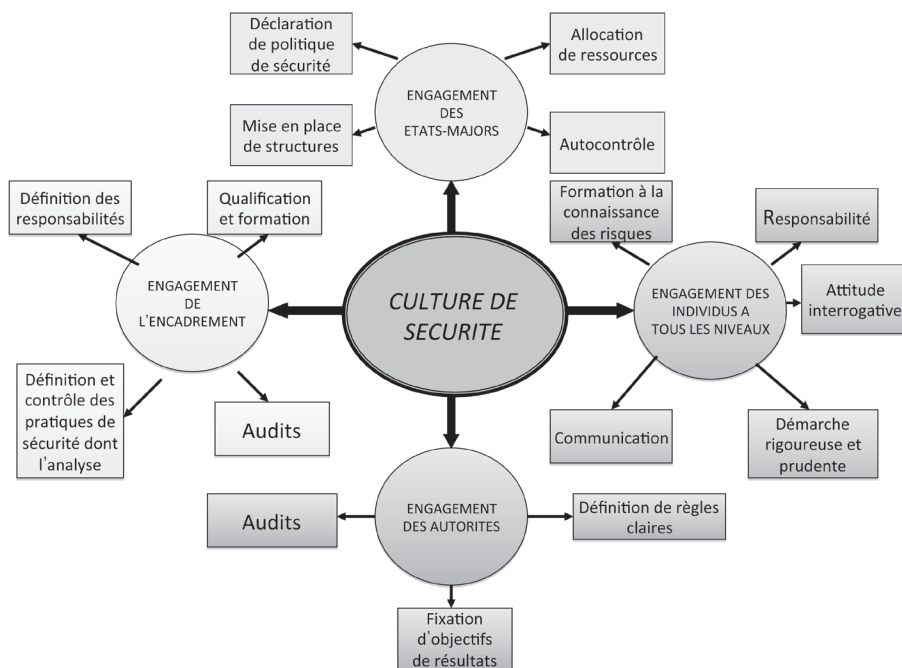 Déclaration
de politique
de sécurité
Allocation
de ressources
ENGAGEMENT
DES
ETATS-MAJORS
Mise en place
de structures
Autocontrôle
Définition des
responsabilités
Qualification
et formation
Formation à la
connaissance
des risques
Responsabilité
ENGAGEMENT
DE
L'ENCADREMENT
CULTURE DE
SECURITE
ENGAGEMENT DES
INDIVIDUS A
TOUS LES NIVEAUX
Attitude
interrogative
Définition et
contrôle des
pratiques de
sécurité dont
l'analyse
Audits
Communication
Démarche
rigoureuse et
prudente
Audits
ENGAGEMENT
DES AUTORITES
Définition de règles
claires
Fixation
d'objectifs
de résultats